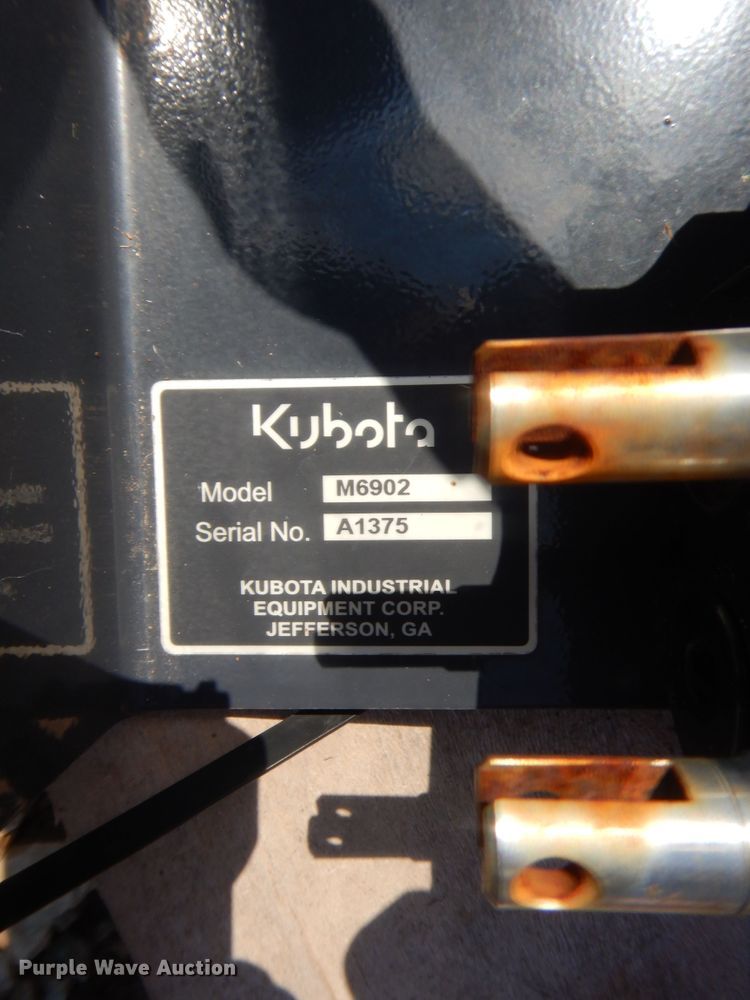 Kubota
Model M6902
Serial No. A1375
KUBOTA INDUSTRIAL
EQUIPMENT CORP.
JEFFERSON, GA
Purple Wave Auction